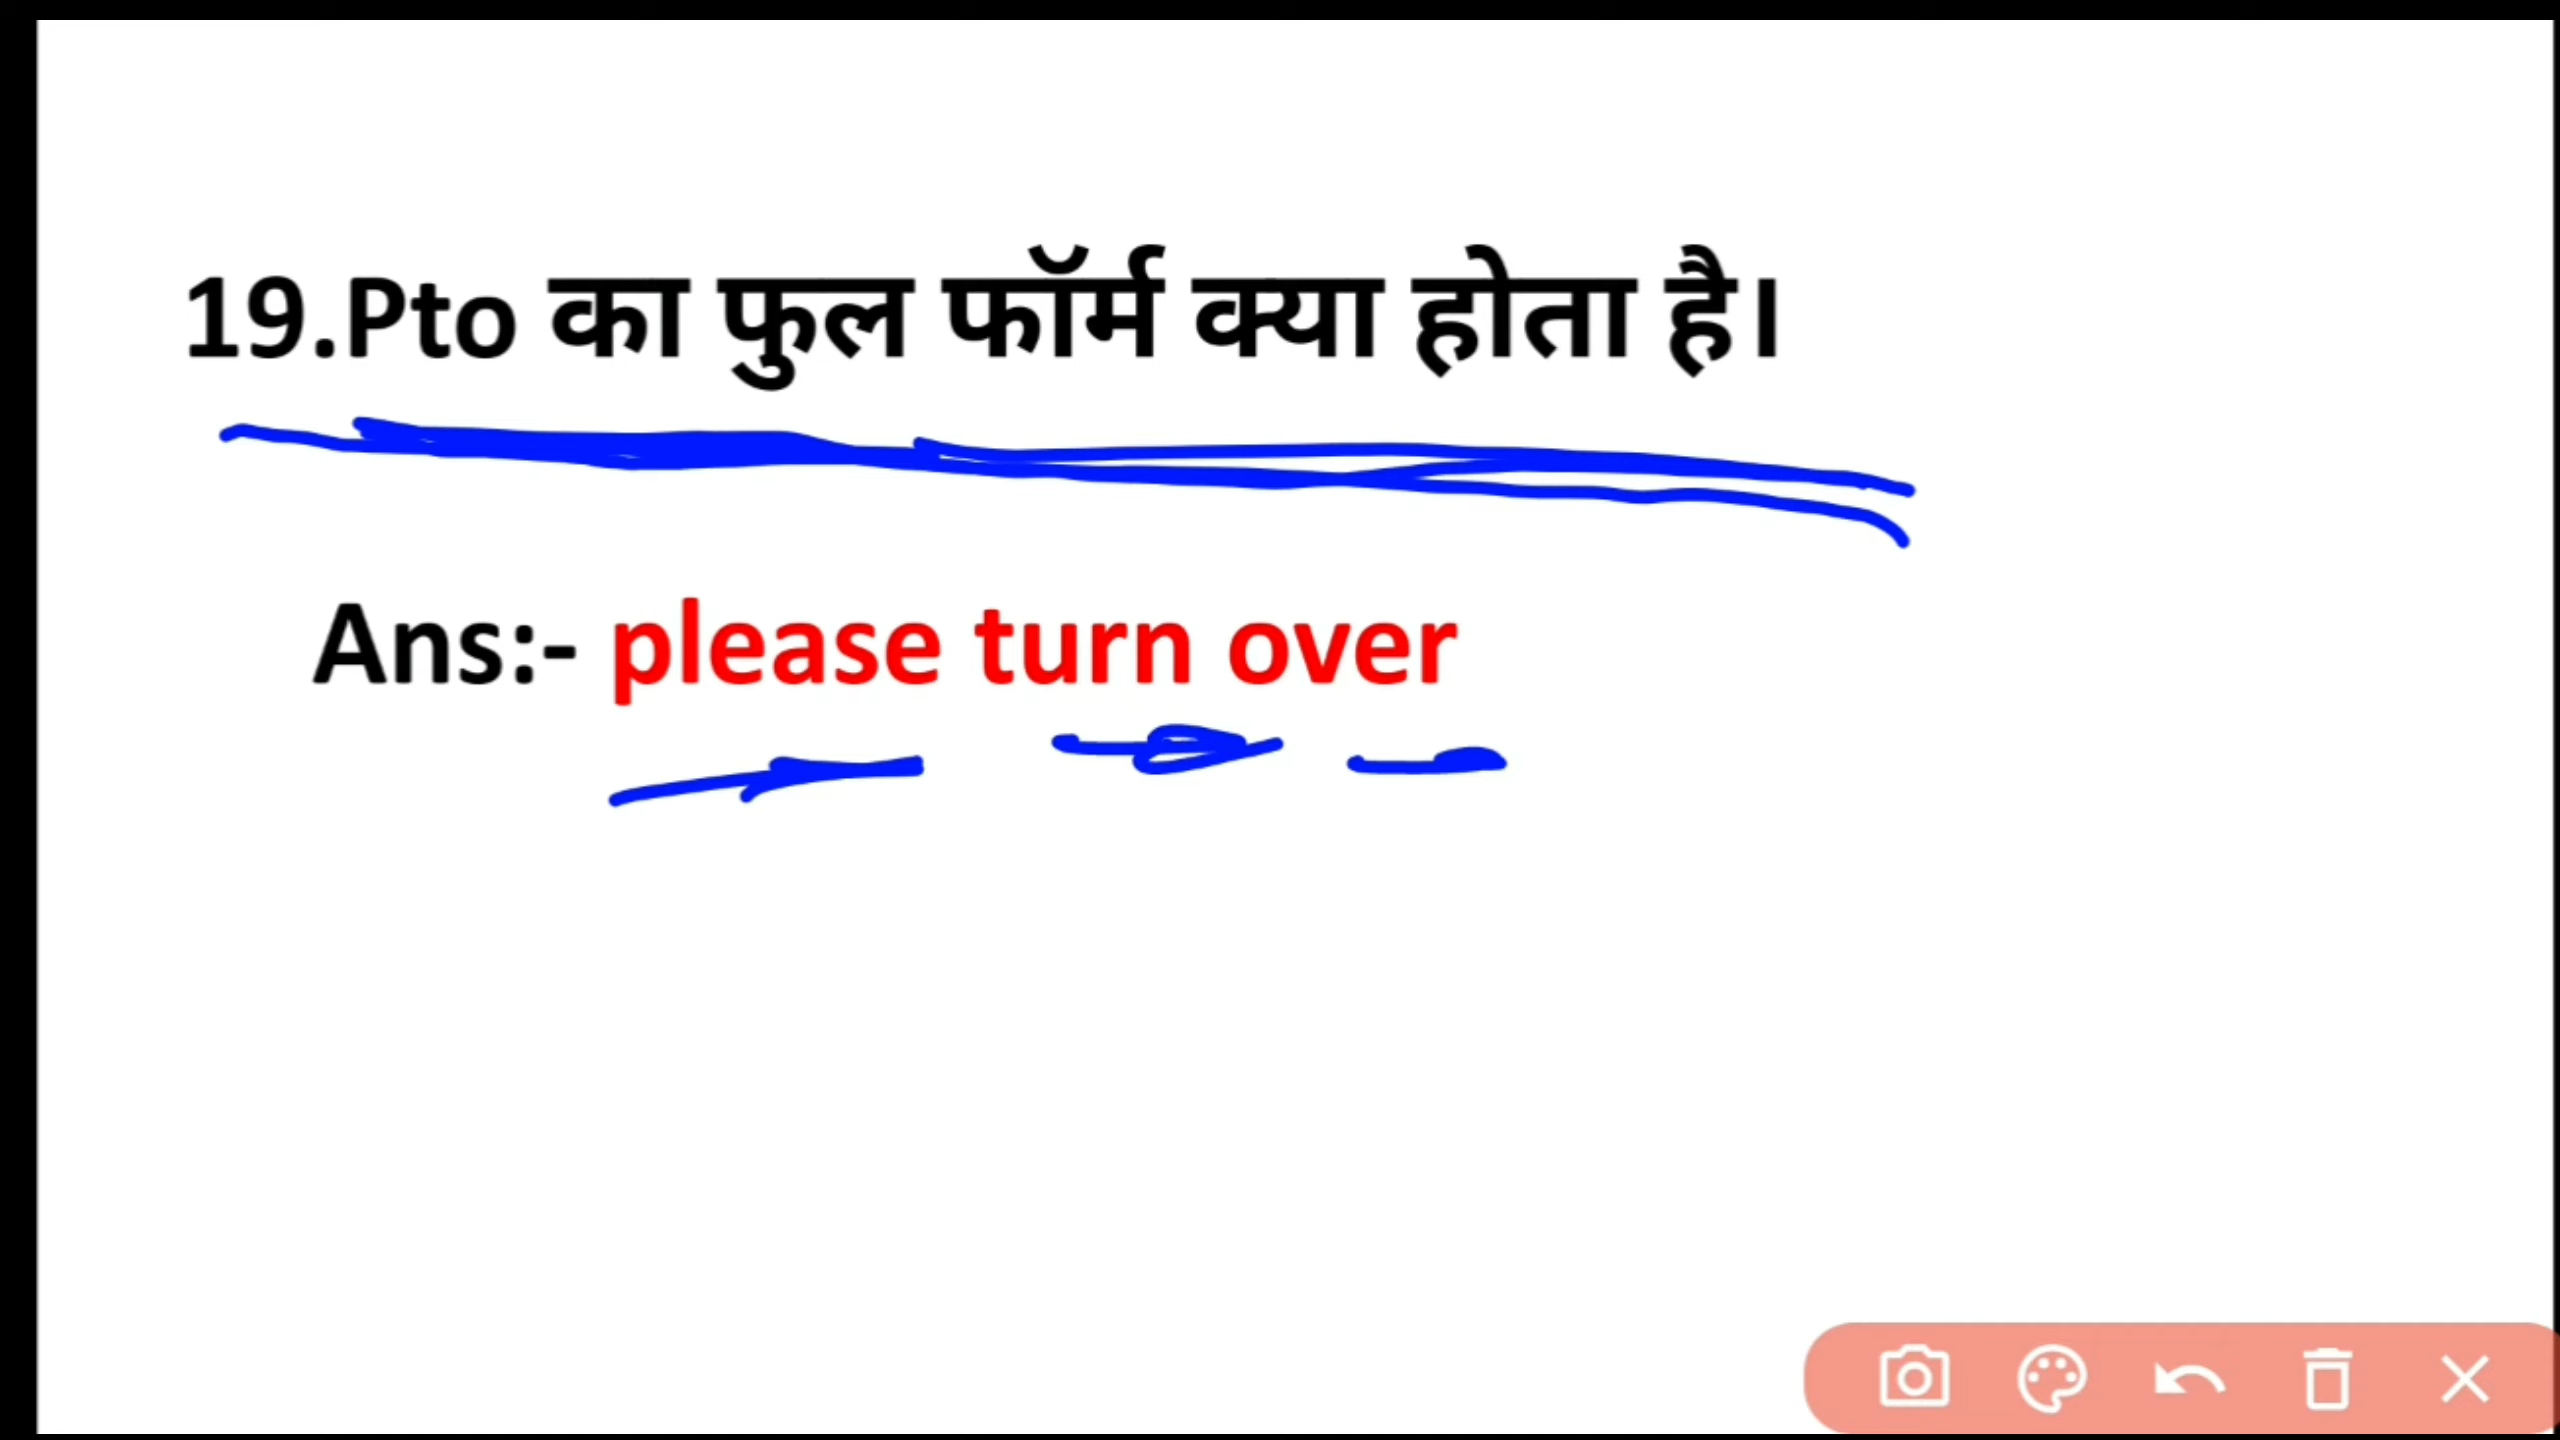 19.Pto का फुल फॉर्म क्या होता है।
Ans:- please turn over